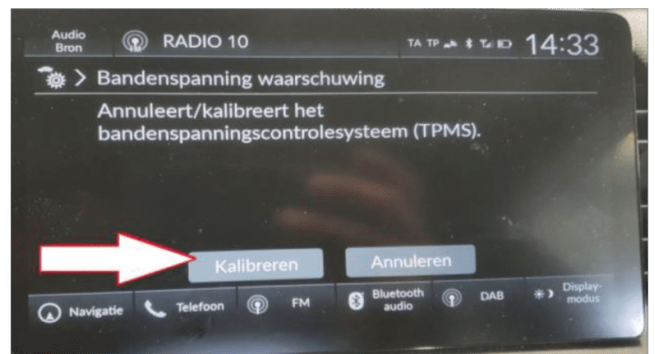 Audio
Bron
RADIO 10
TA TP
14:33
Bandenspanning waarschuwing
Annuleert/kalibreert het
bandenspanningscontrolesysteem (TPMS).
Kalibreren
Annuleren
Navigatie
Telefoon
FM
Bluetooth
audio
DAB
Display-
modus